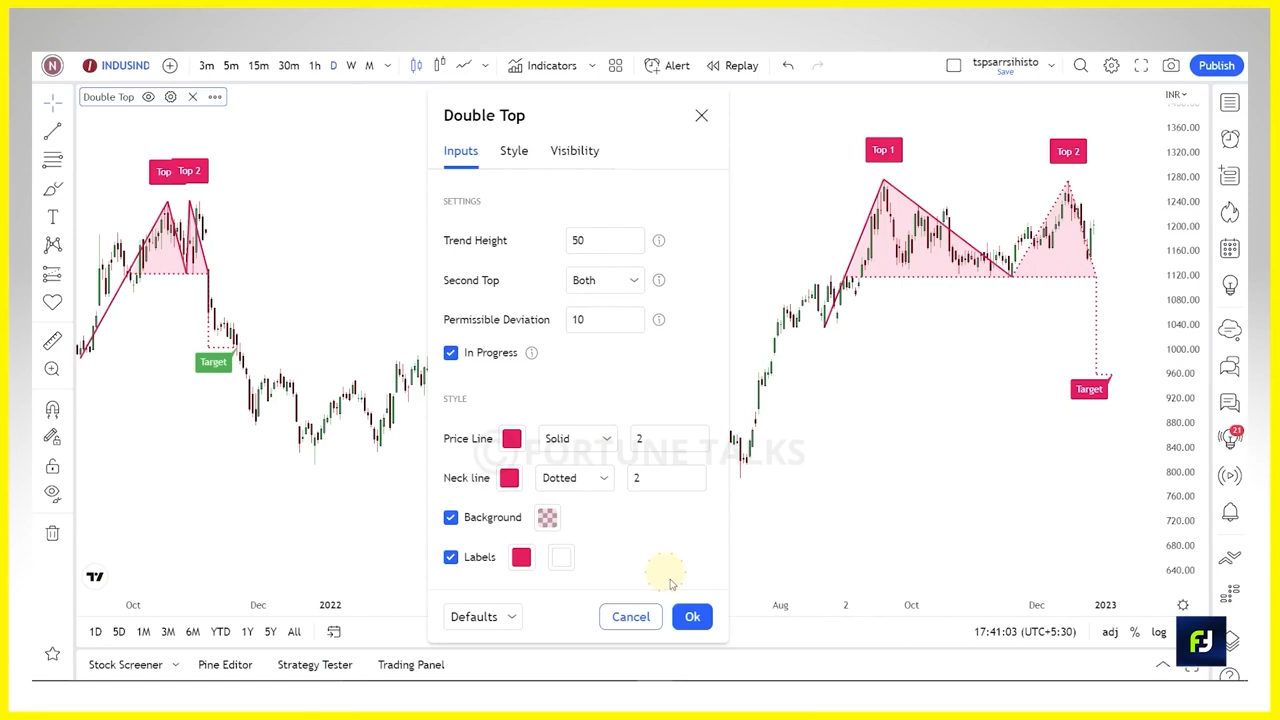 N INDUSIND 3m 5m 15m 30m 1h D W M Indicators Alert Replay tspsarrsihisto Save Publish
Double Top
INR
Double Top
1400.00
1360.00
1320.00
1280.00
1240.00
1200.00
1160.00
1120.00
1080.00
1040.00
1000.00
960.00
920.00
880.00
840.00
800.00
760.00
720.00
680.00
640.00
Inputs Style Visibility
Top Top 2
Top 1
Top 2
SETTINGS
Trend Height 50
Second Top Both
Permissible Deviation 10
In Progress
Target
Target
STYLE
Price Line Solid 2
© FORTUNE TALKS
Neck line Dotted 2
Background
Labels
21
Oct Dec 2022 Aug 2 Oct Dec 2023
Defaults Cancel Ok
1D 5D 1M 3M 6M YTD 1Y 5Y All 17:41:03 (UTC+5:30) adj % log
Stock Screener Pine Editor Strategy Tester Trading Panel